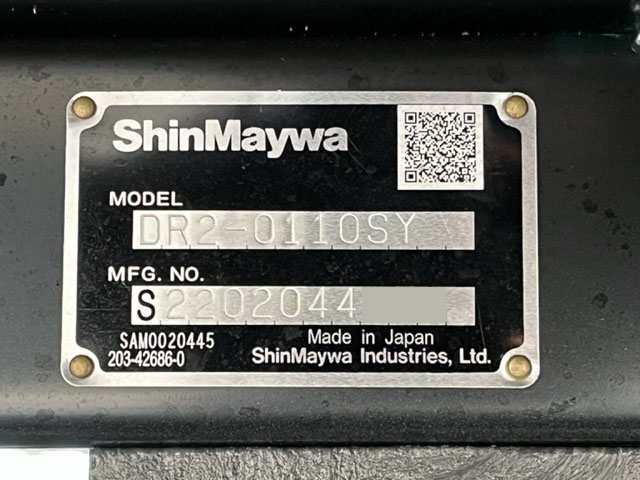 ShinMaywa
MODEL
DR2-0110SY
MFG. NO.
S2202044
SAM0020445
203-42686-0
Made in Japan
ShinMaywa Industries, Ltd.